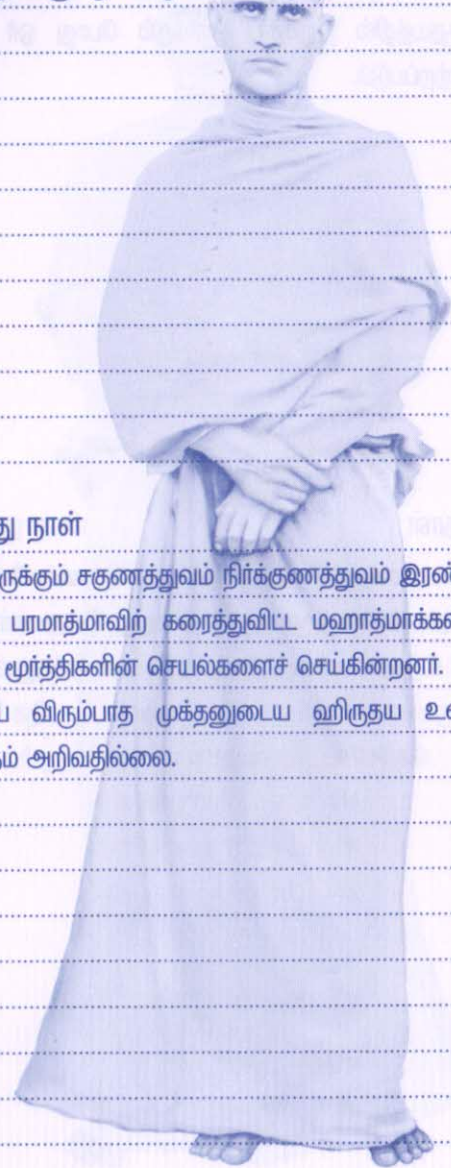 து நாள்
ருக்கும் சகுணத்துவம் நிர்க்குணத்துவம் இரண்
பரமாத்மாவிற் கரைத்துவிட்ட மஹாத்மாக்கள
மூர்த்திகளின் செயல்களைச் செய்கின்றனர்.
ய விரும்பாத முக்தனுடைய ஹிருதய உ
ம் அறிவதில்லை.